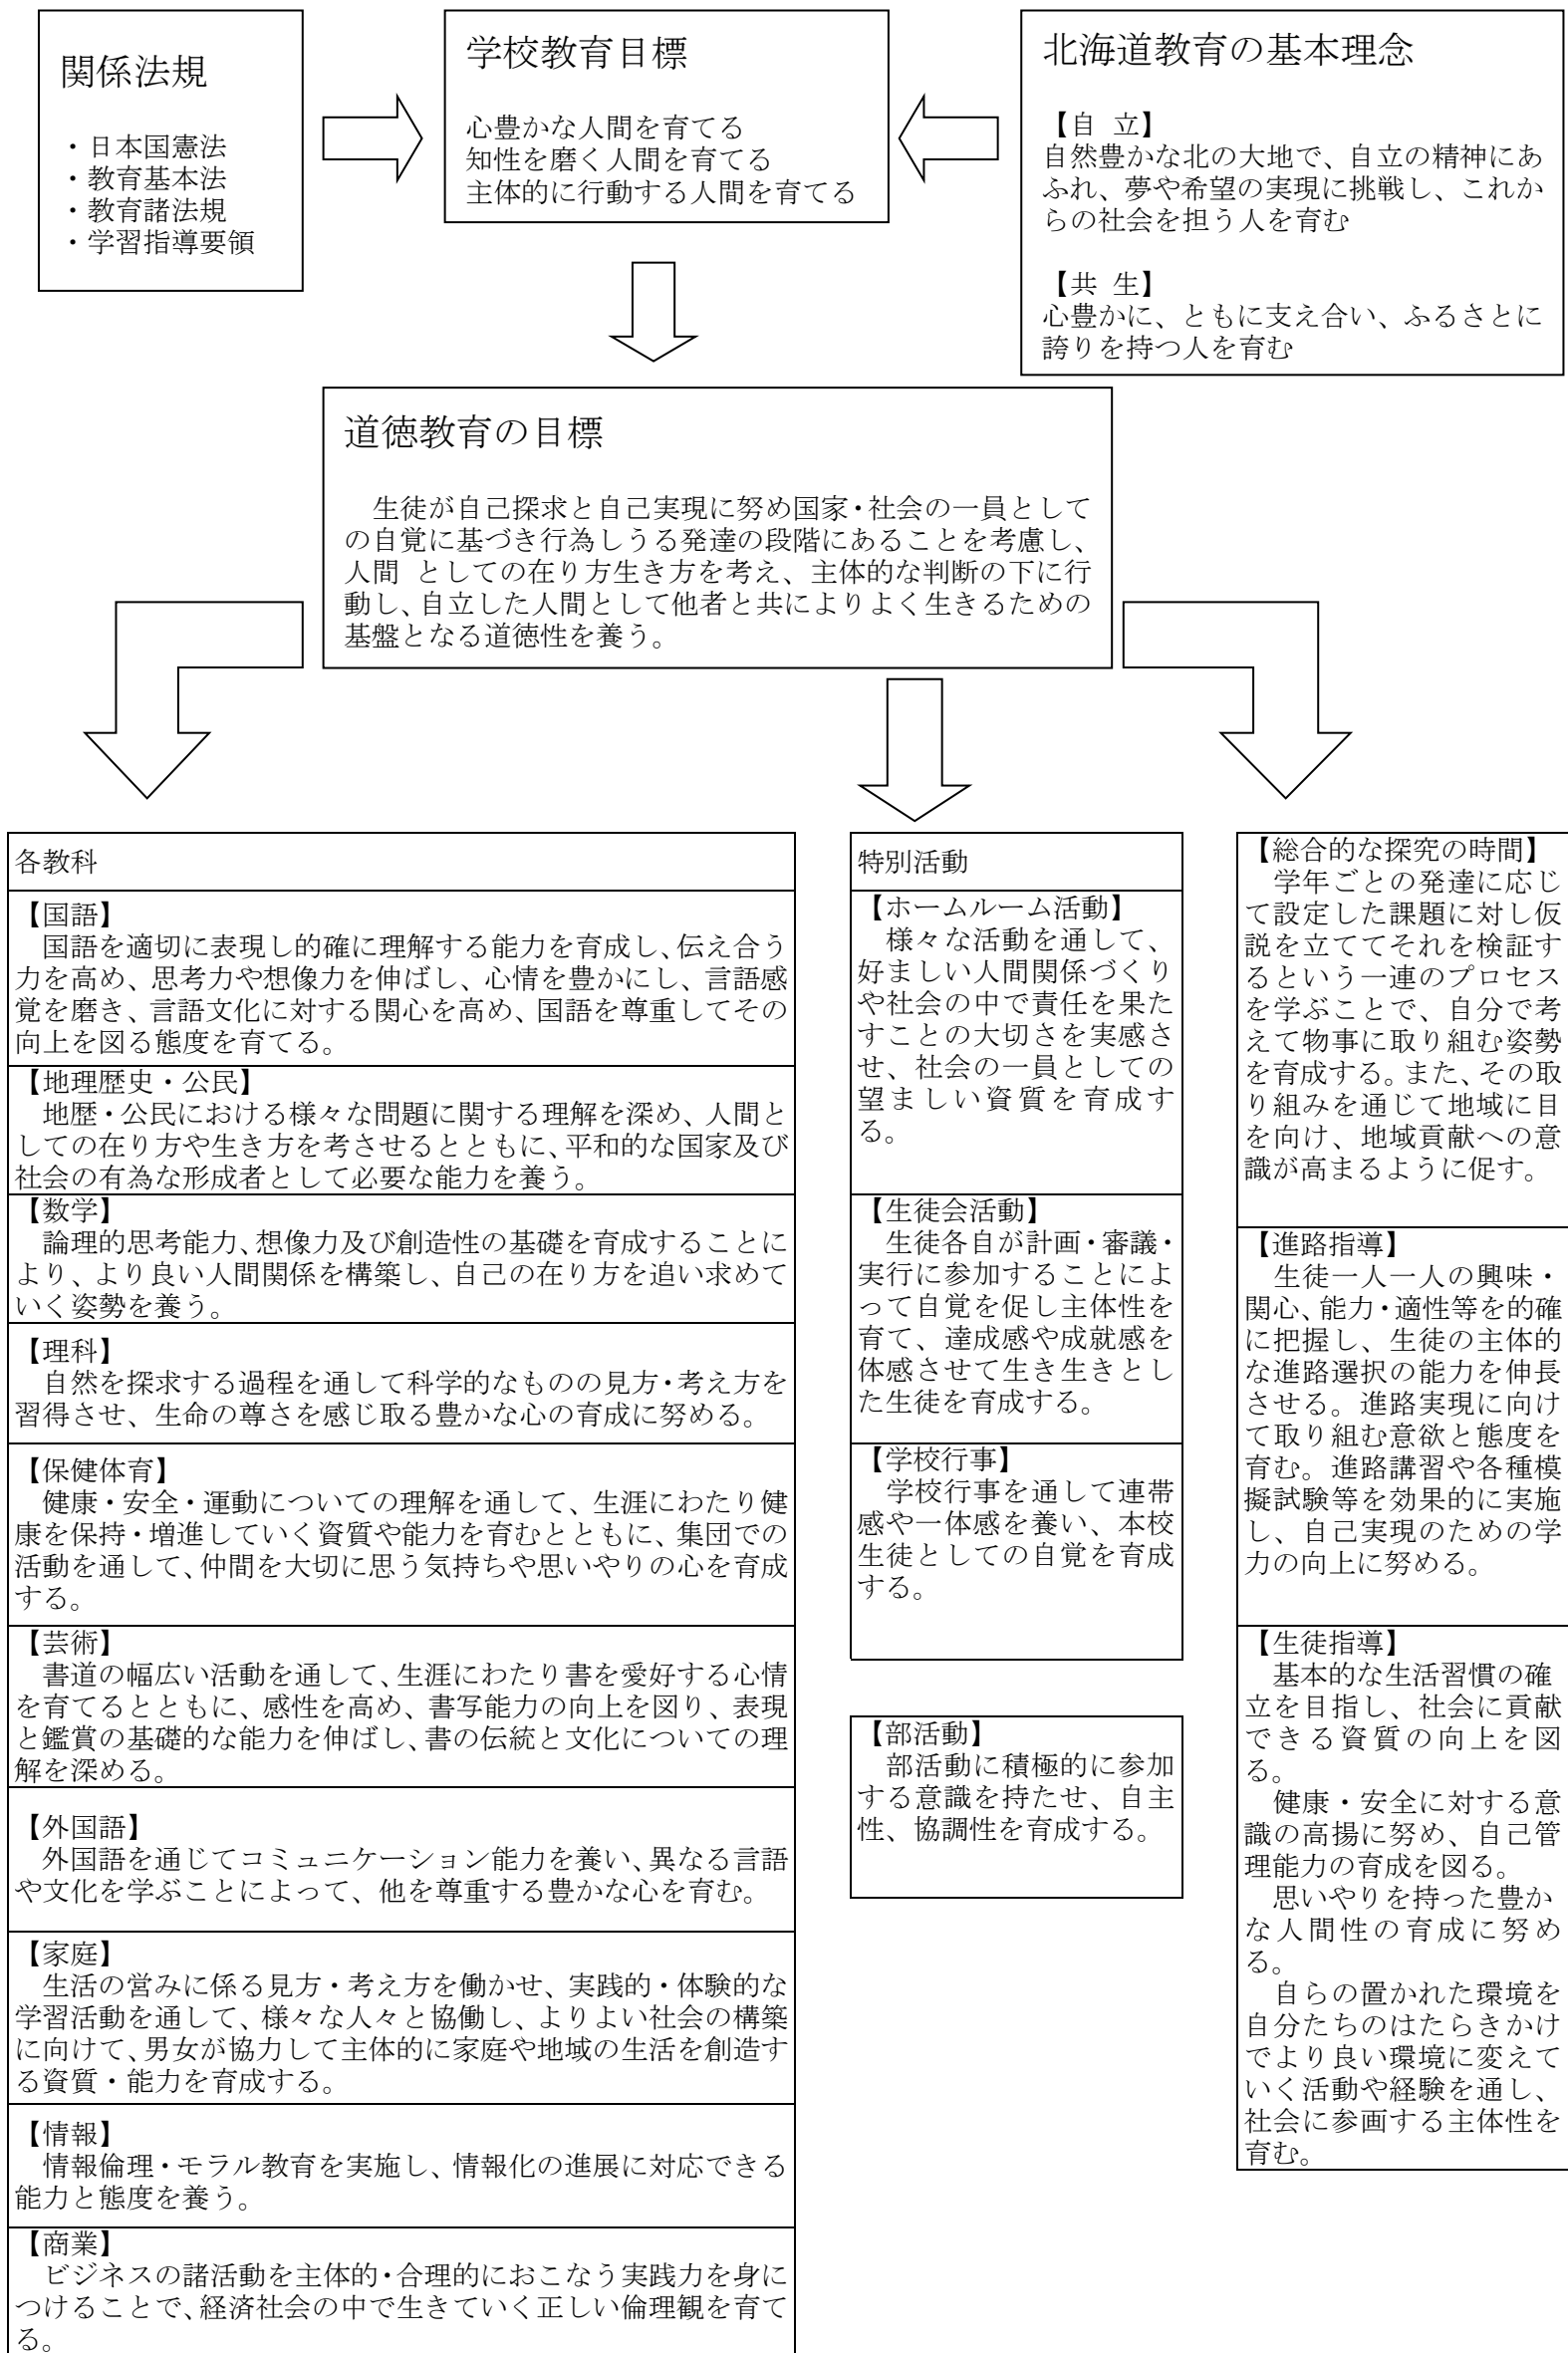 関係法規
・日本国憲法
・教育基本法
・教育諸法規
・学習指導要領
学校教育目標
心豊かな人間を育てる
知性を磨く人間を育てる
主体的に行動する人間を育てる
北海道教育の基本理念
【自 立】
自然豊かな北の大地で、自立の精神にあ
ふれ、夢や希望の実現に挑戦し、これか
らの社会を担う人を育む
【共 生】
心豊かに、ともに支え合い、ふるさとに
誇りを持つ人を育む
道徳教育の目標
生徒が自己探求と自己実現に努め国家・社会の一員として
の自覚に基づき行為しうる発達の段階にあることを考慮し、
人間 としての在り方生き方を考え、主体的な判断の下に行
動し、自立した人間として他者と共によりよく生きるための
基盤となる道徳性を養う。
各教科
【国語】
国語を適切に表現し的確に理解する能力を育成し、伝え合う
力を高め、思考力や想像力を伸ばし、心情を豊かにし、言語感
覚を磨き、言語文化に対する関心を高め、国語を尊重してその
向上を図る態度を育てる。
【地理歴史・公民】
地歴・公民における様々な問題に関する理解を深め、人間と
しての在り方や生き方を考させるとともに、平和的な国家及び
社会の有為な形成者として必要な能力を養う。
【数学】
論理的思考能力、想像力及び創造性の基礎を育成することに
より、より良い人間関係を構築し、自己の在り方を追い求めて
いく姿勢を養う。
【理科】
自然を探求する過程を通して科学的なものの見方・考え方を
習得させ、生命の尊さを感じ取る豊かな心の育成に努める。
【保健体育】
健康・安全・運動についての理解を通して、生涯にわたり健
康を保持・増進していく資質や能力を育むとともに、集団での
活動を通して、仲間を大切に思う気持ちや思いやりの心を育成
する。
【芸術】
書道の幅広い活動を通して、生涯にわたり書を愛好する心情
を育てるとともに、感性を高め、書写能力の向上を図り、表現
と鑑賞の基礎的な能力を伸ばし、書の伝統と文化についての理
解を深める。
【外国語】
外国語を通じてコミュニケーション能力を養い、異なる言語
や文化を学ぶことによって、他を尊重する豊かな心を育む。
【家庭】
生活の営みに係る見方・考え方を働かせ、実践的・体験的な
学習活動を通して、様々な人々と協働し、よりよい社会の構築
に向けて、男女が協力して主体的に家庭や地域の生活を創造す
る資質・能力を育成する。
【情報】
情報倫理・モラル教育を実施し、情報化の進展に対応できる
能力と態度を養う。
【商業】
ビジネスの諸活動を主体的・合理的におこなう実践力を身に
つけることで、経済社会の中で生きていく正しい倫理観を育て
る。
特別活動
【ホームルーム活動】
様々な活動を通して、
好ましい人間関係づくり
や社会の中で責任を果た
すことの大切さを実感さ
せ、社会の一員としての
望ましい資質を育成す
る。
【生徒会活動】
生徒各自が計画・審議・
実行に参加することによ
って自覚を促し主体性を
育て、達成感や成就感を
体感させて生き生きとし
た生徒を育成する。
【学校行事】
学校行事を通して連帯
感や一体感を養い、本校
生徒としての自覚を育成
する。
【部活動】
部活動に積極的に参加
する意識を持たせ、自主
性、協調性を育成する。
【総合的な探究の時間】
学年ごとの発達に応じ
て設定した課題に対し仮
説を立ててそれを検証す
るという一連のプロセス
を学ぶことで、自分で考
えて物事に取り組む姿勢
を育成する。また、その取
り組みを通じて地域に目
を向け、地域貢献への意
識が高まるように促す。
【進路指導】
生徒一人一人の興味・
関心、能力・適性等を的確
に把握し、生徒の主体的
な進路選択の能力を伸長
させる。進路実現に向け
て取り組む意欲と態度を
育む。進路講習や各種模
擬試験等を効果的に実施
し、自己実現のための学
力の向上に努める。
【生徒指導】
基本的な生活習慣の確
立を目指し、社会に貢献
できる資質の向上を図
る。
健康・安全に対する意
識の高揚に努め、自己管
理能力の育成を図る。
思いやりを持った豊か
な人間性の育成に努め
る。
自らの置かれた環境を
自分たちのはたらきかけ
でより良い環境に変えて
いく活動や経験を通し、
社会に参画する主体性を
育む。